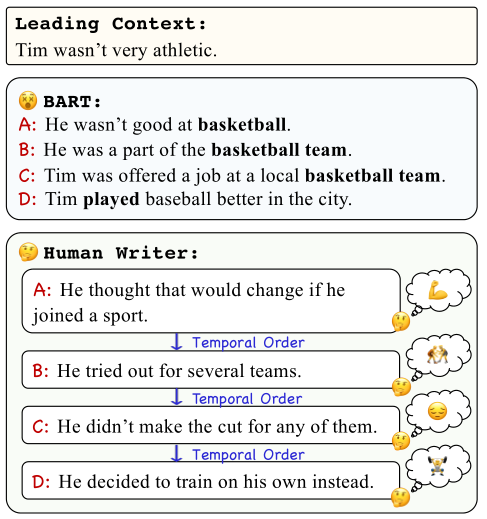 Leading Context:
Tim wasn't very athletic.
BART:
A: He wasn't good at basketball.
B: He was a part of the basketball team.
C: Tim was offered a job at a local basketball team.
D: Tim played baseball better in the city.
Human Writer:
A: He thought that would change if he
joined a sport.
Temporal Order
B: He tried out for several teams.
Temporal Order
C: He didn't make the cut for any of them.
Temporal Order
D: He decided to train on his own instead.